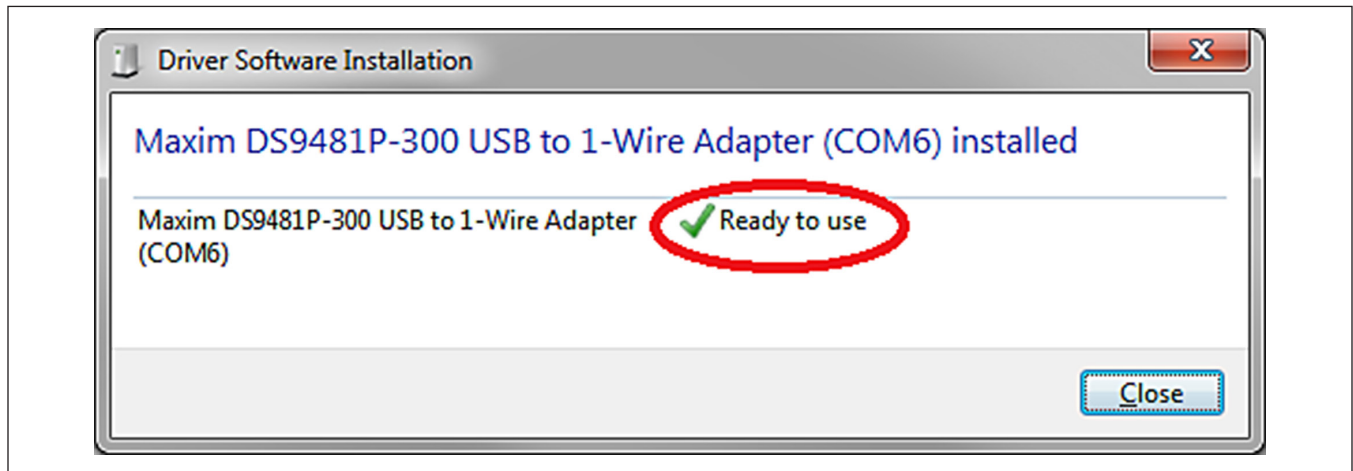 Driver Software Installation
Maxim DS9481P-300 USB to 1-Wire Adapter (COM6) installed
Maxim DS9481P-300 USB to 1-Wire Adapter
(COM6)
Ready to use
Close